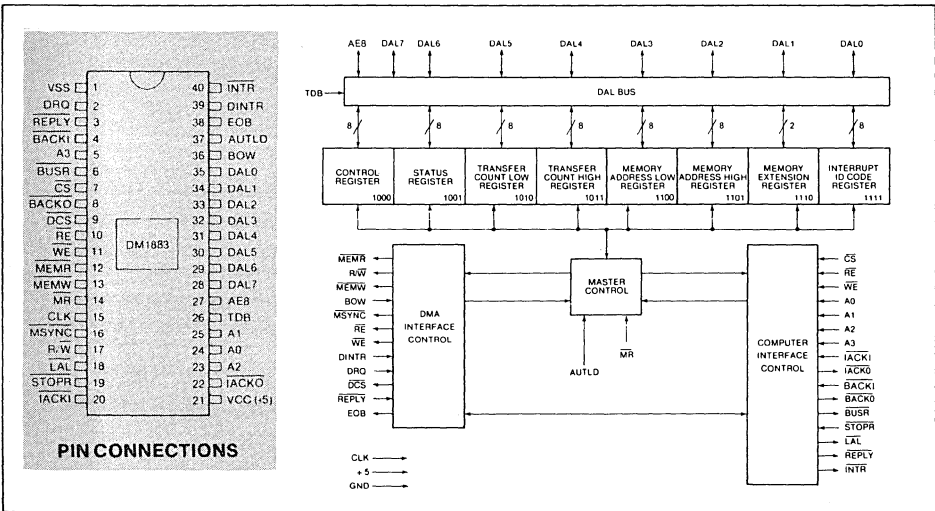 VSS 1
DRQ 2
REPLY 3
BACKI 4
A3 5
BUSR 6
CS 7
BACKO 8
DCS 9
RE 10
WE 11
MEMR 12
MEMW 13
MR 14
CLK 15
MSYNC 16
R/W 17
LAL 18
STOPR 19
IACKI 20
DM1883
40 INTR
39 DINTR
38 EOB
37 AUTLD
36 BOW
35 DAL0
34 DAL1
33 DAL2
32 DAL3
31 DAL4
30 DAL5
29 DAL6
28 DAL7
27 AE8
26 TDB
25 A1
24 A0
23 A2
22 IACKO
21 VCC (+5)
PIN CONNECTIONS
AE8 DAL7 DAL6 DAL5 DAL4 DAL3 DAL2 DAL1 DAL0
TDB
DAL BUS
8 8 8 8 8 8 2 8
CONTROL
REGISTER
1000
STATUS
REGISTER
1001
TRANSFER
COUNT LOW
REGISTER
1010
TRANSFER
COUNT HIGH
REGISTER
1011
MEMORY
ADDRESS LOW
REGISTER
1100
MEMORY
ADDRESS HIGH
REGISTER
1101
MEMORY
EXTENSION
REGISTER
1110
INTERRUPT
ID CODE
REGISTER
1111
MEMR
R/W
MEMW
BOW
MSYNC
RE
WE
DINTR
DRQ
DCS
REPLY
EOB
DMA
INTERFACE
CONTROL
MASTER
CONTROL
AUTLD
MR
COMPUTER
INTERFACE
CONTROL
CS
RE
WE
A0
A1
A2
A3
IACKI
IACK0
BACKI
BACK0
BUSR
STOPR
LAL
REPLY
INTR
CLK
+5
GND